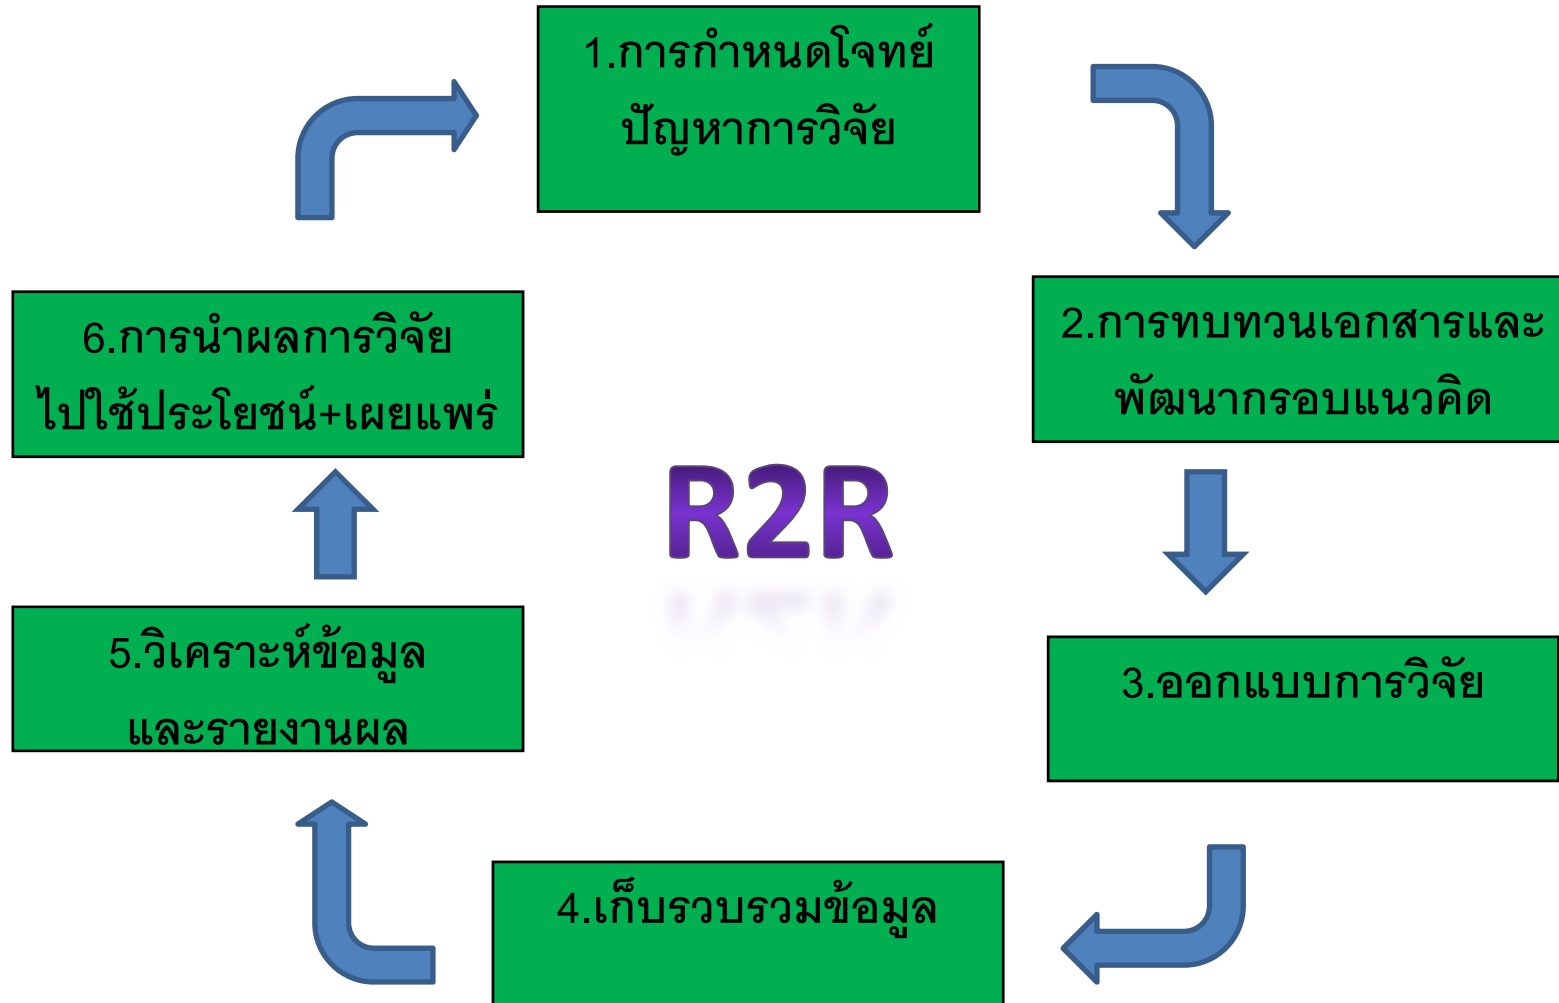 1.การกำหนดโจทย์
ปัญหาการวิจัย
2.การทบทวนเอกสารและ
พัฒนากรอบแนวคิด
3.ออกแบบการวิจัย
4.เก็บรวบรวมข้อมูล
5.วิเคราะห์ข้อมูล
และรายงานผล
6.การนำผลการวิจัย
ไปใช้ประโยชน์+เผยแพร่
R2R